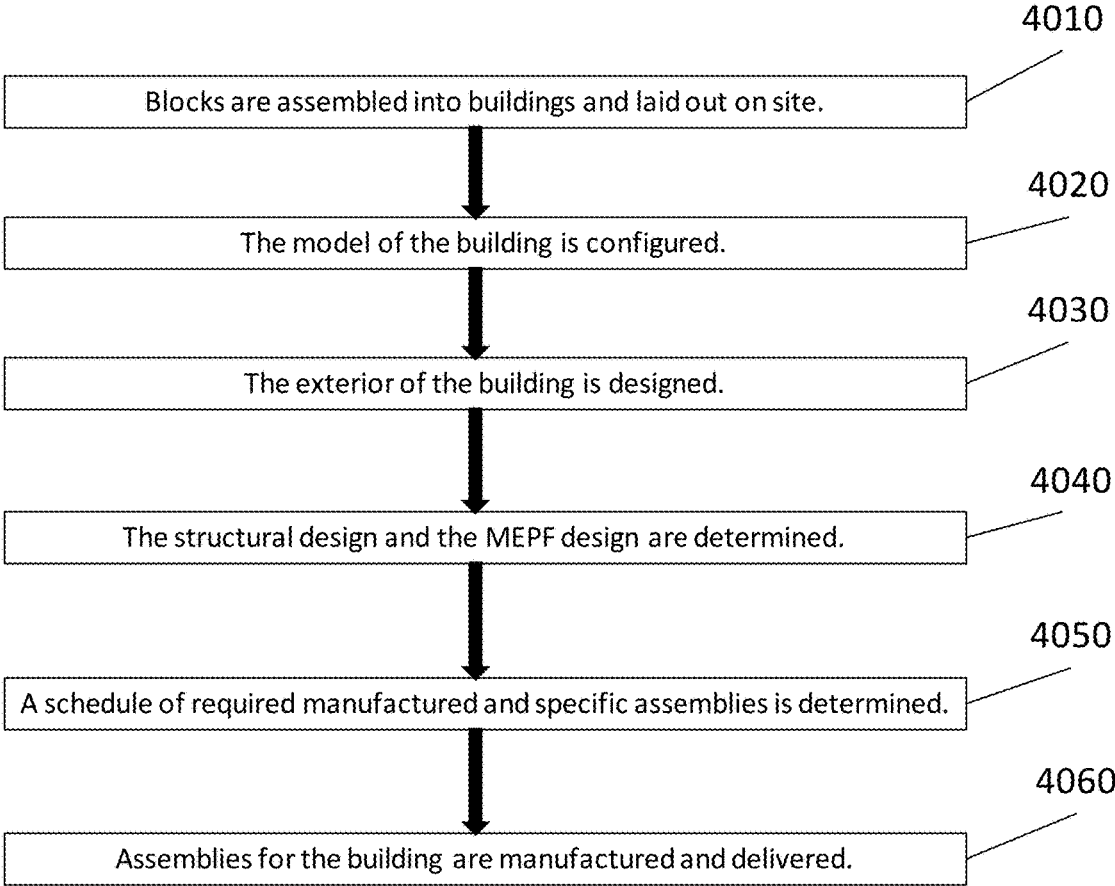 4010
Blocks are assembled into buildings and laid out on site.
4020
The model of the building is configured.
4030
The exterior of the building is designed.
4040
The structural design and the MEPF design are determined.
4050
A schedule of required manufactured and specific assemblies is determined.
4060
Assemblies for the building are manufactured and delivered.